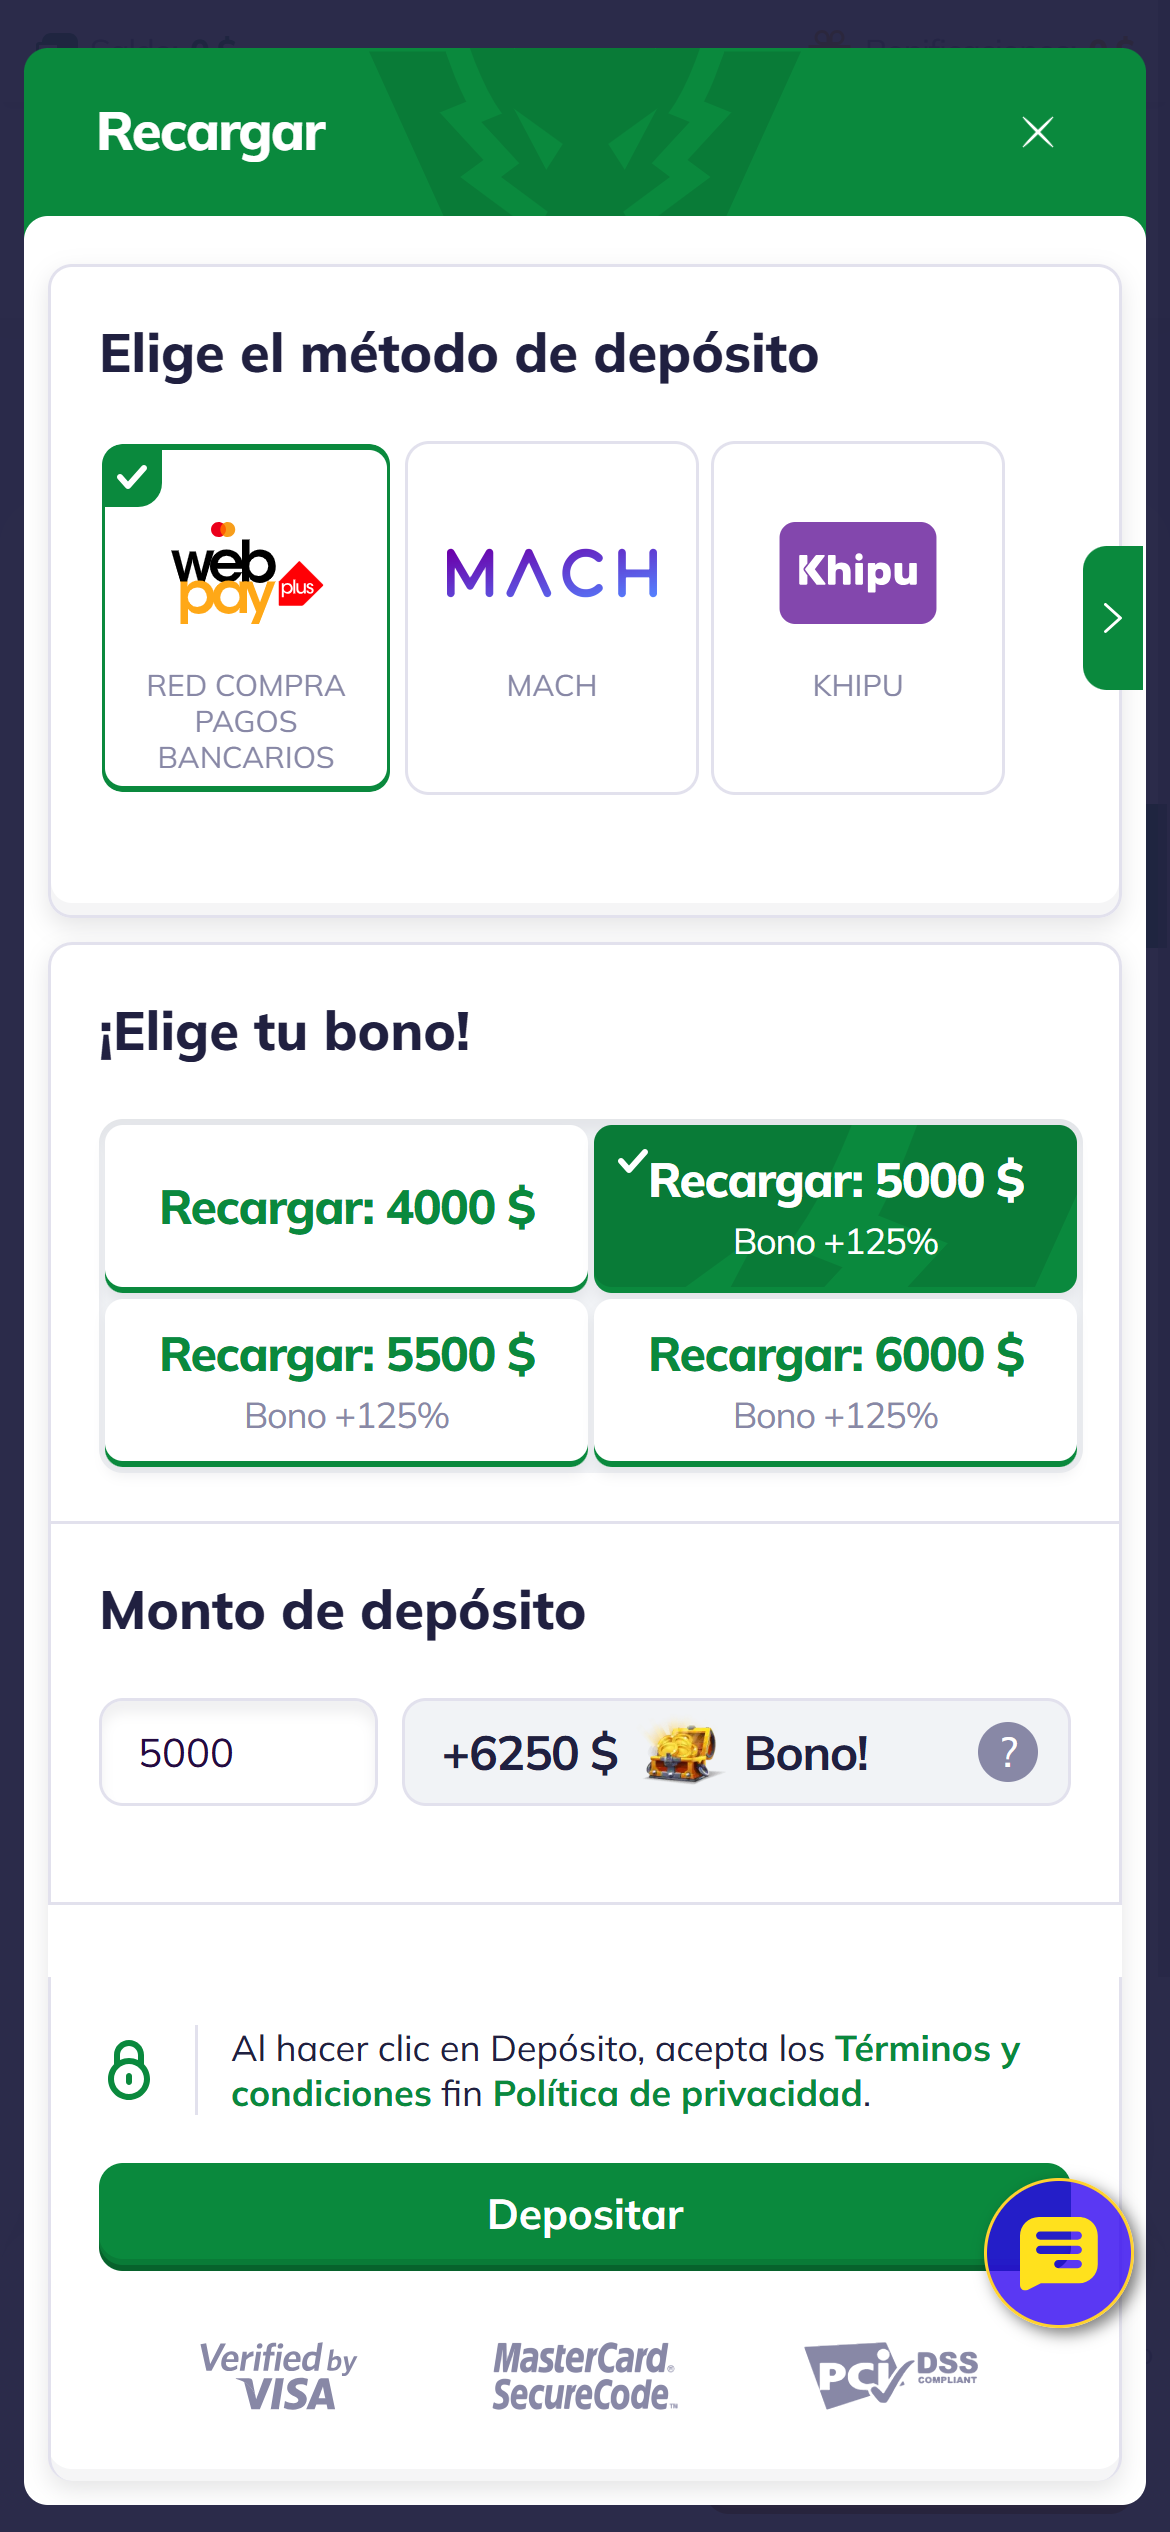 Recargar
Elige el método de depósito
web
pay
plus
MACH
Khipu
RED COMPRA
PAGOS
BANCARIOS
MACH
KHIPU
¡Elige tu bono!
Recargar: 4000 $
Recargar: 5000 $
Bono +125%
Recargar: 5500 $
Bono +125%
Recargar: 6000 $
Bono +125%
Monto de depósito
5000
+6250 $ Bono!
?
Al hacer clic en Depósito, acepta los Términos y
condiciones fin Política de privacidad.
Depositar
Verified by
VISA
MasterCard®
SecureCode™
PCi DSS
COMPLIANT